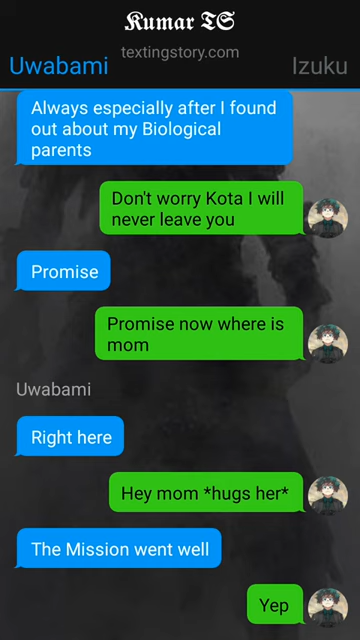 Kumar TS
textingstory.com
Uwabami
Izuku
Always especially after I found
out about my Biological
parents
Don't worry Kota I will
never leave you
Promise
Promise now where is
mom
Uwabami
Right here
Hey mom *hugs her*
The Mission went well
Yep